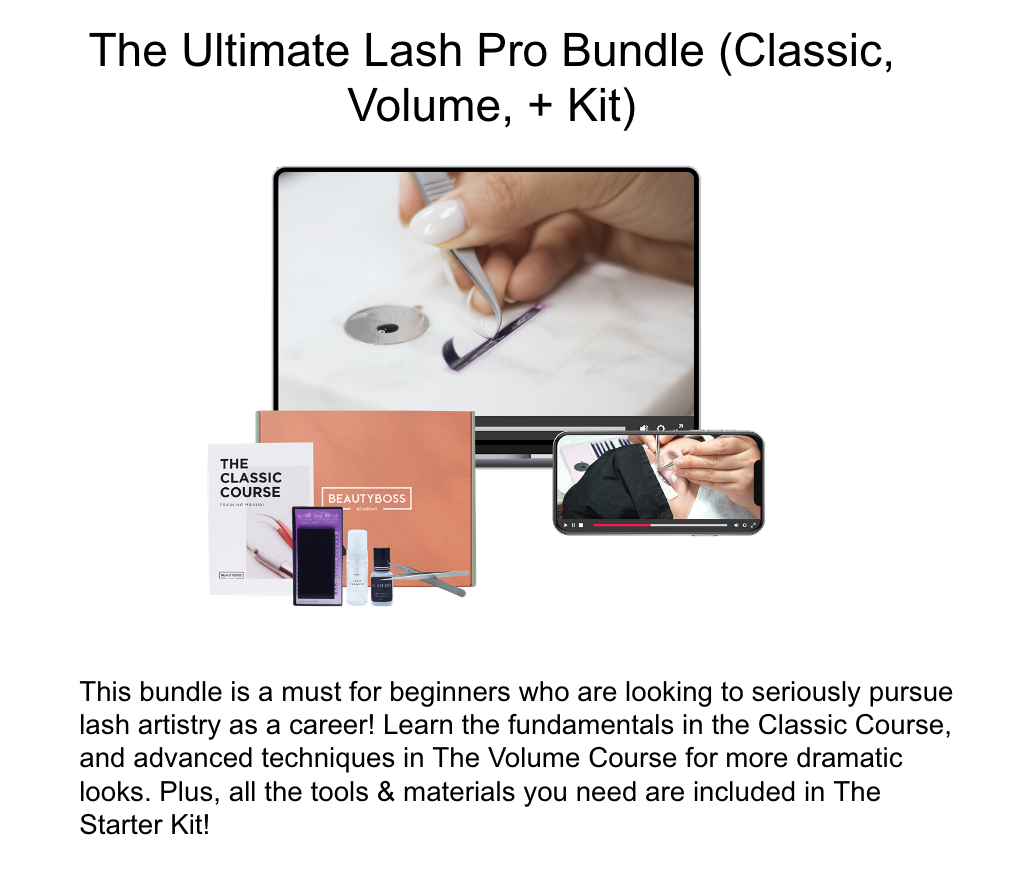 The Ultimate Lash Pro Bundle (Classic,
Volume, + Kit)
THE
CLASSIC
COURSE
TRAINING MANUAL
BEAUTYBOSS
ACADEMY
BEAUTYBOSS
This bundle is a must for beginners who are looking to seriously pursue
lash artistry as a career! Learn the fundamentals in the Classic Course,
and advanced techniques in The Volume Course for more dramatic
looks. Plus, all the tools & materials you need are included in The
Starter Kit!